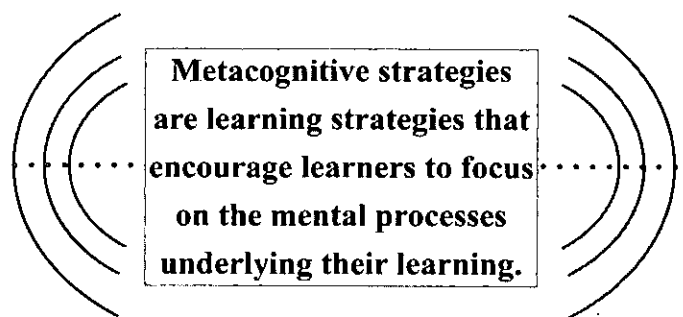 Metacognitive strategies
are learning strategies that
encourage learners to focus
on the mental processes
underlying their learning.